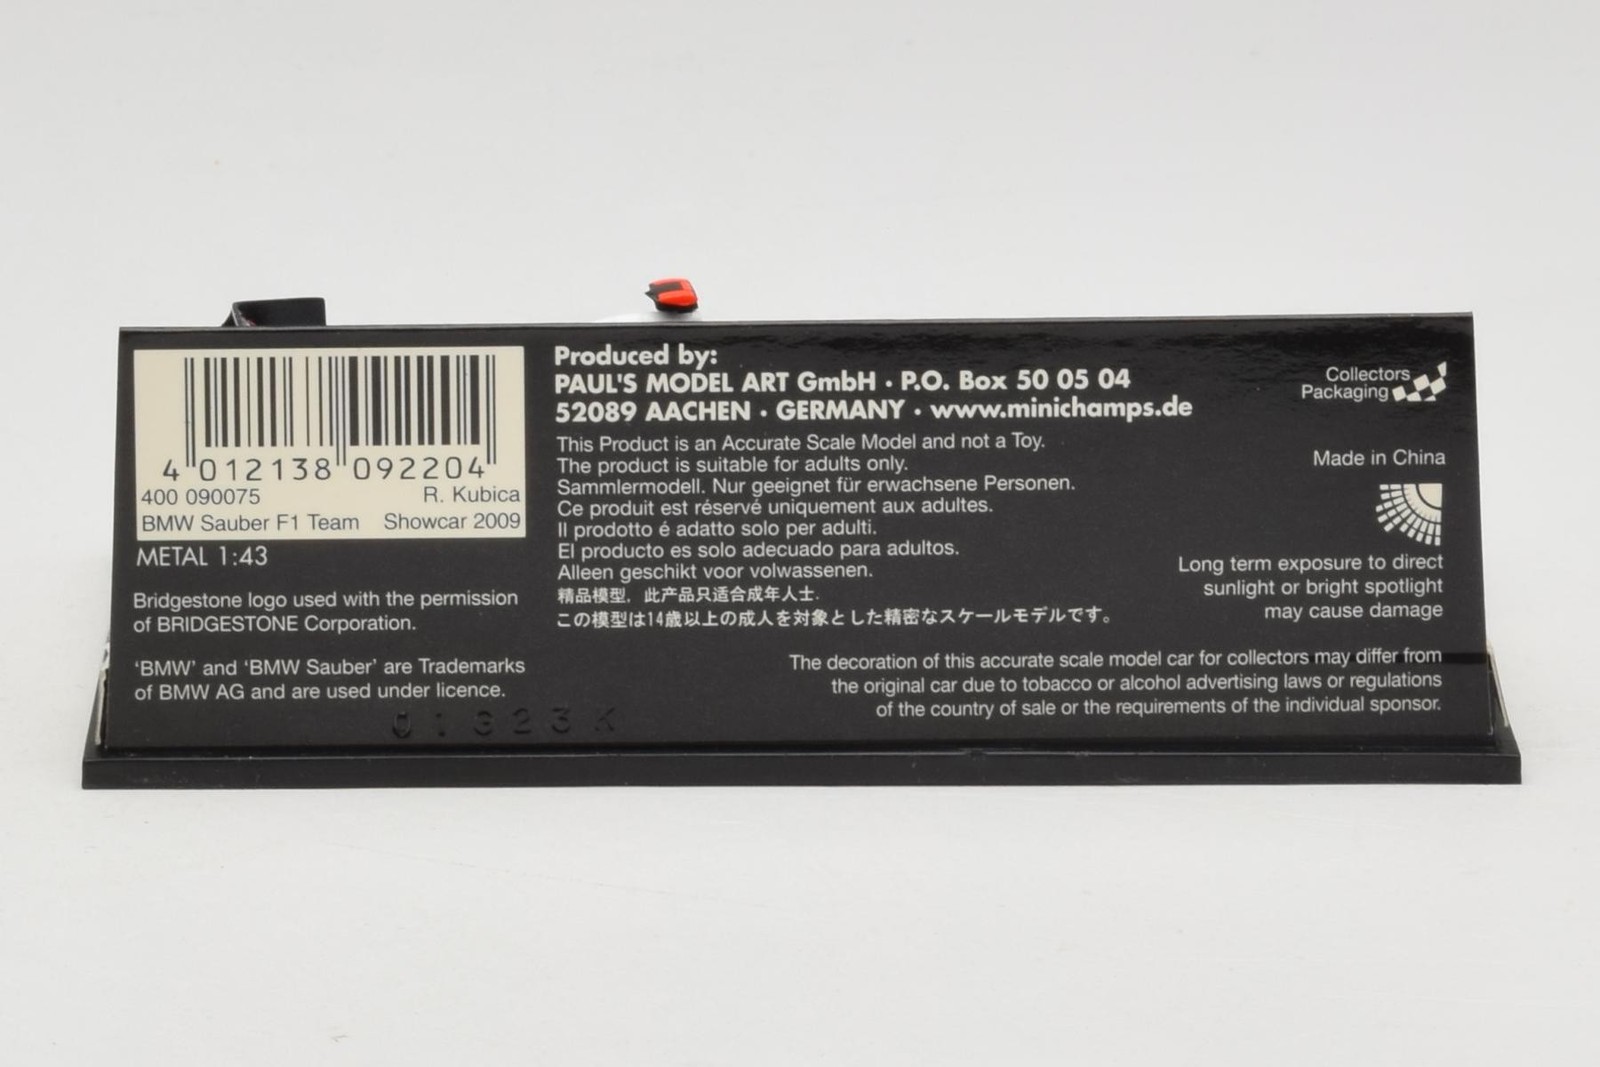 4 012138 092204
400 090075 R. Kubica
BMW Sauber F1 Team Showcar 2009
METAL 1:43
Bridgestone logo used with the permission
of BRIDGESTONE Corporation.
‘BMW’ and ‘BMW Sauber’ are Trademarks
of BMW AG and are used under licence.
01323K
Produced by:
PAUL'S MODEL ART GmbH · P.O. Box 50 05 04
52089 AACHEN · GERMANY · www.minichamps.de
This Product is an Accurate Scale Model and not a Toy.
The product is suitable for adults only.
Sammlermodell. Nur geeignet für erwachsene Personen.
Ce produit est réservé uniquement aux adultes.
Il prodotto é adatto solo per adulti.
El producto es solo adecuado para adultos.
Alleen geschikt voor volwassenen.
精品模型，此产品只适合成年人士.
この模型は14歳以上の成人を対象とした精密なスケールモデルです。
Collectors
Packaging
Made in China
Long term exposure to direct
sunlight or bright spotlight
may cause damage
The decoration of this accurate scale model car for collectors may differ from
the original car due to tobacco or alcohol advertising laws or regulations
of the country of sale or the requirements of the individual sponsor.